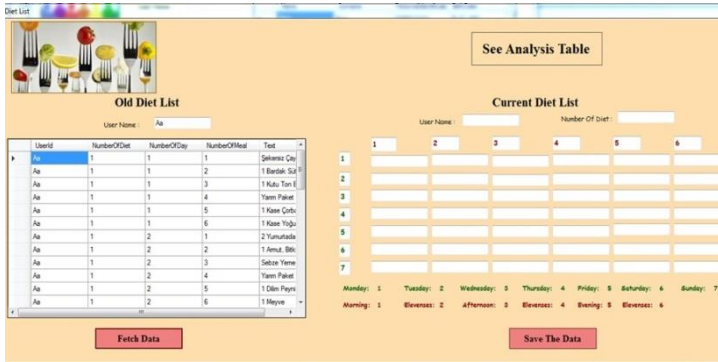 Diet List
See Analysis Table
Old Diet List
User Name : Aa
Current Diet List
User Name :
Number Of Diet :
UserId NumberOfDiet NumberOfDay NumberOfMeal Text
Aa 1 1 1 Şekersiz Çay
Aa 1 1 2 1 Bardak Süt
Aa 1 1 3 1 Kutu Ton
Aa 1 1 4 Yarım Paket
Aa 1 1 5 1 Kase Çorba
Aa 1 1 6 1 Kase Yoğu
Aa 1 2 1 2 Yumurtada
Aa 1 2 2 1 Armut, Bitki
Aa 1 2 3 Sebze Yeme
Aa 1 2 4 Yarım Paket
Aa 1 2 5 1 Dilim Peyni
Aa 1 2 6 1 Meyve
1 2 3 4 5 6
1
2
3
4
5
6
7
Monday: 1 Tuesday: 2 Wednesday: 3 Thursday: 4 Friday: 5 Saturday: 6 Sunday: 7
Morning: 1 Elevenses: 2 Afternoon: 3 Elevenses: 4 Evening: 5 Elevenses: 6
Fetch Data
Save The Data